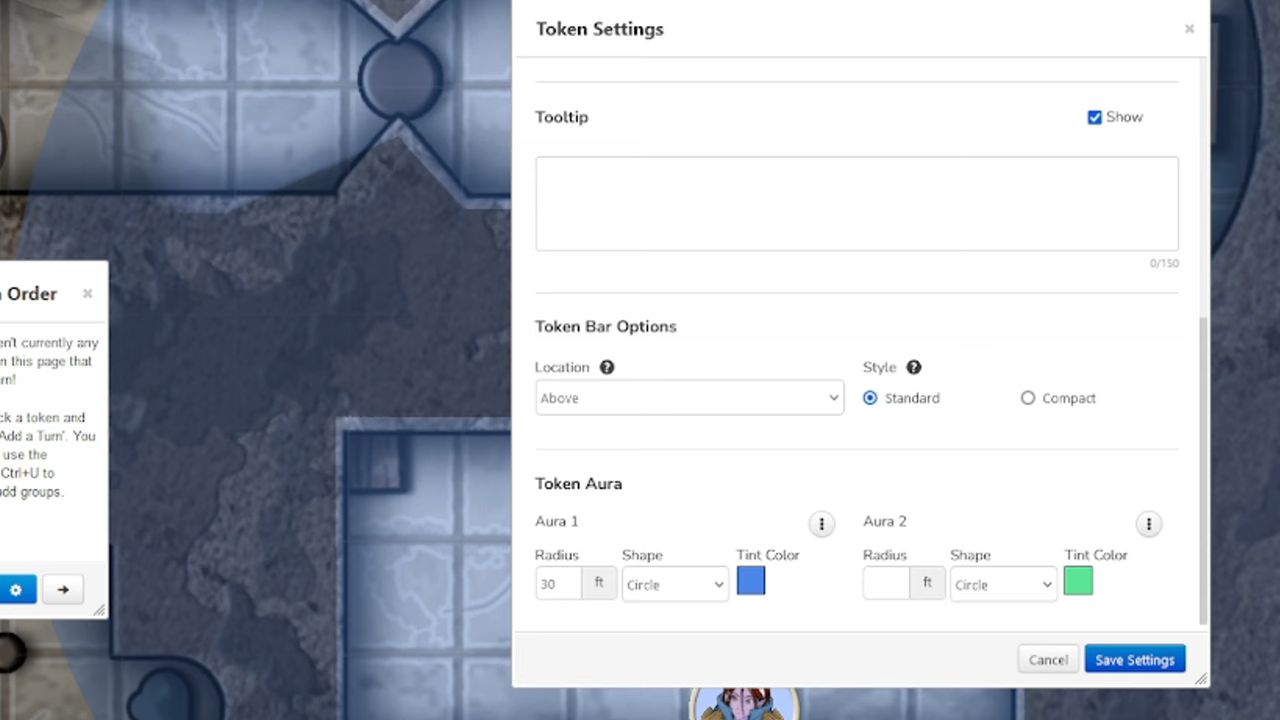 Token Settings
Tooltip
Show
0/150
Token Bar Options
Location
Style
Above
Standard
Compact
Token Aura
Aura 1
Aura 2
Radius
Shape
Tint Color
Radius
Shape
Tint Color
30
ft
Circle
ft
Circle
Cancel
Save Settings
Order
en't currently any
n this page that
rn!
ck a token and
'Add a Turn'. You
use the
Ctrl+U to
add groups.